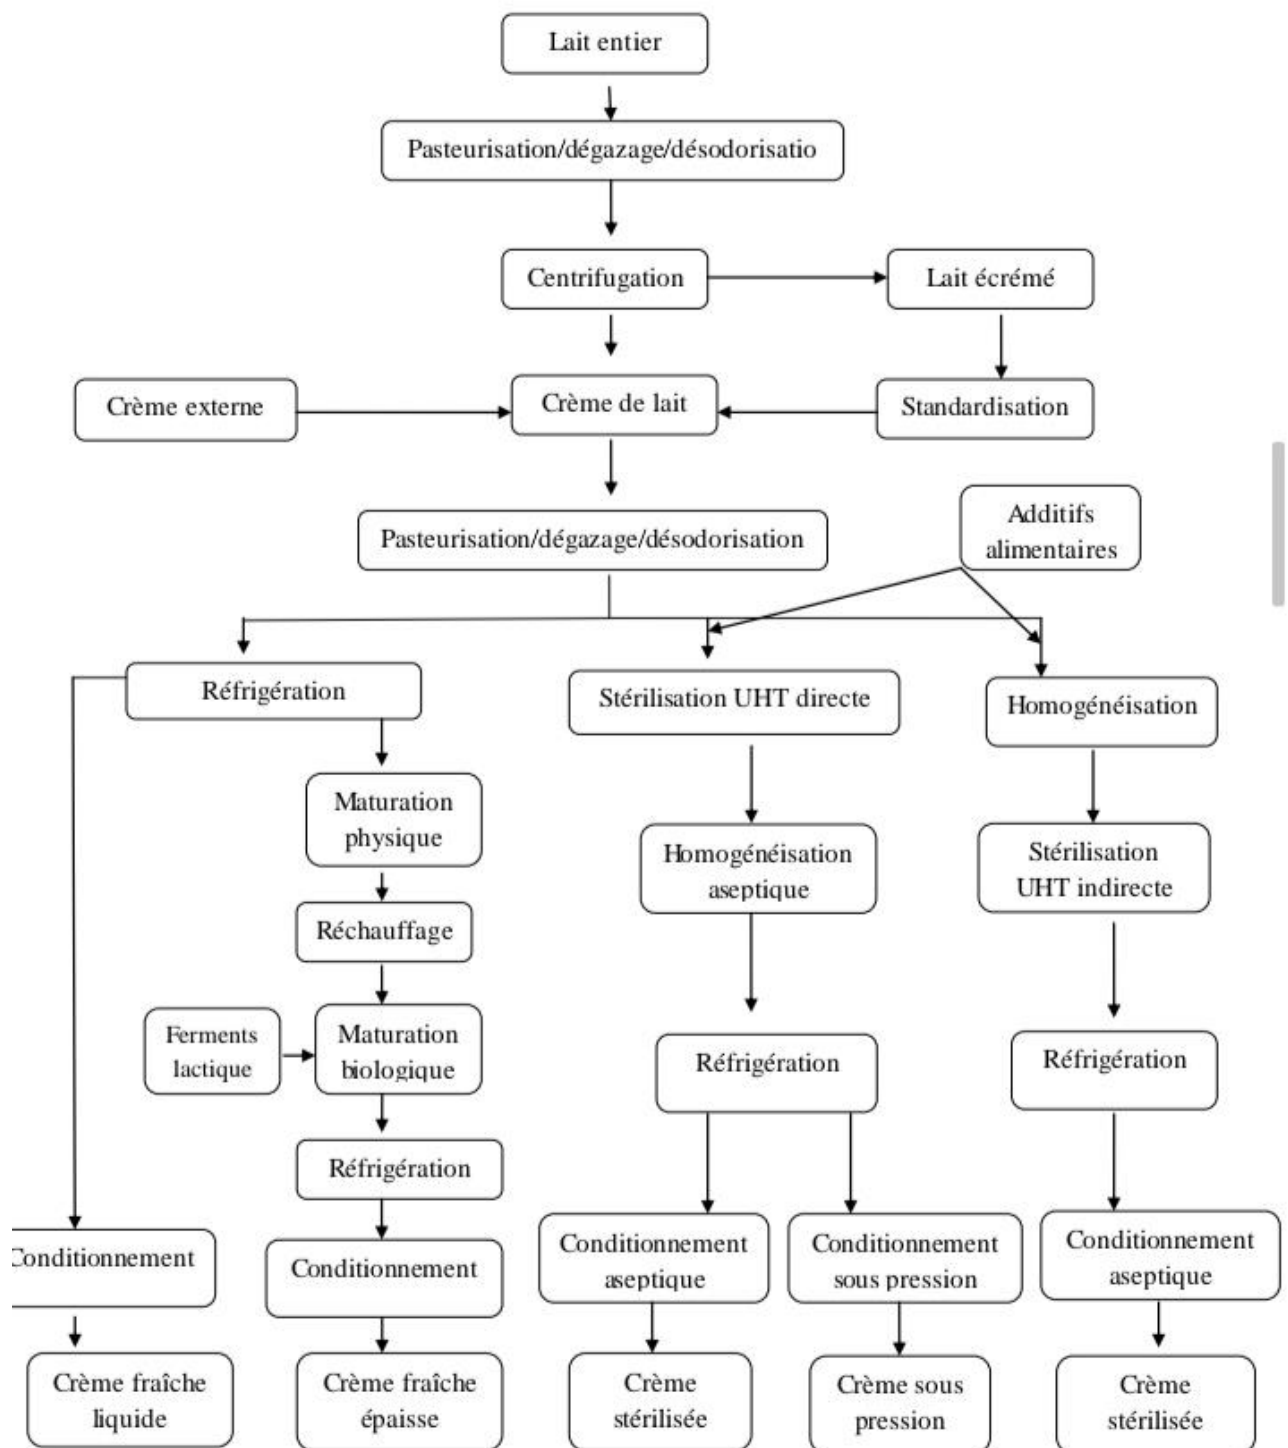 Lait entier
Pasteurisation/dégazage/désodorisatio
Centrifugation
Lait écrémé
Crème externe
Crème de lait
Standardisation
Pasteurisation/dégazage/désodorisation
Additifs
alimentaires
Réfrigération
Stérilisation UHT directe
Homogénéisation
Maturation
physique
Homogénéisation
aseptique
Stérilisation
UHT indirecte
Réchauffage
Ferments
lactique
Maturation
biologique
Réfrigération
Réfrigération
Réfrigération
Conditionnement
Conditionnement
Conditionnement
aseptique
Conditionnement
sous pression
Conditionnement
aseptique
Crème fraîche
liquide
Crème fraîche
épaisse
Crème
stérilisée
Crème sous
pression
Crème
stérilisée